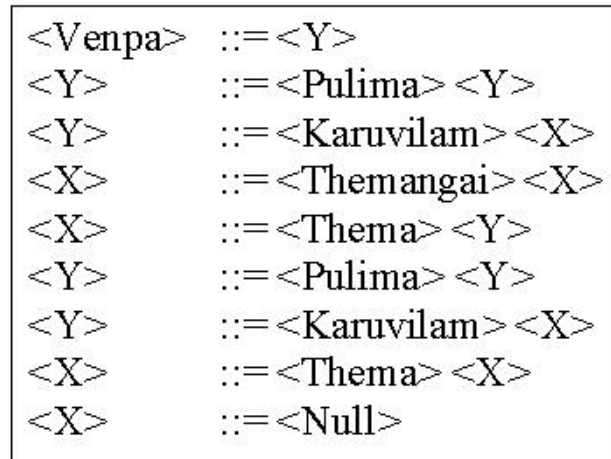 <Venpa> ::=<Y>
<Y> ::=<Pulima><Y>
<Y> ::=<Karuvilam><X>
<X> ::=<Themangai><X>
<X> ::=<Thema><Y>
<Y> ::=<Pulima><Y>
<Y> ::=<Karuvilam><X>
<X> ::=<Thema><X>
<X> ::=<Null>